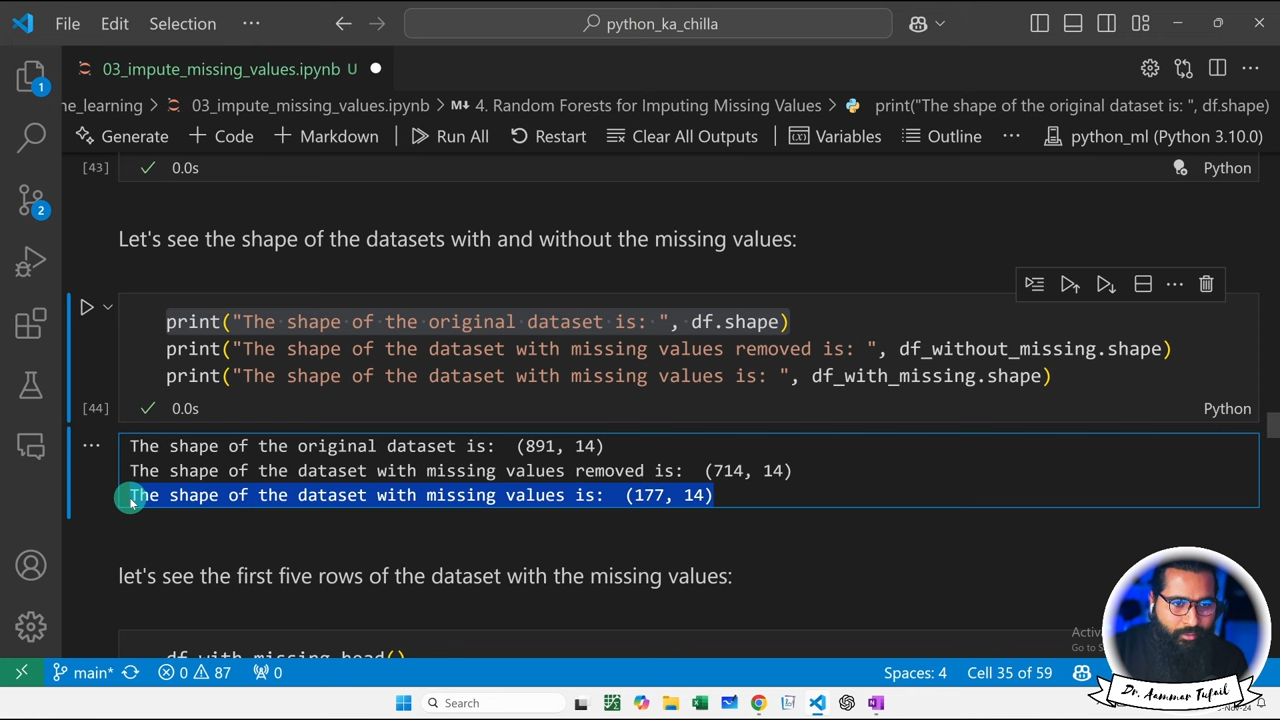 File Edit Selection ··· python_ka_chilla
03_impute_missing_values.ipynb U
ne_learning > 03_impute_missing_values.ipynb > M↓ 4. Random Forests for Imputing Missing Values > print("The shape of the original dataset is: ", df.shape)
Generate + Code + Markdown Run All Restart Clear All Outputs Variables Outline ··· python_ml (Python 3.10.0)
[43] 0.0s Python
Let's see the shape of the datasets with and without the missing values:
print("The shape of the original dataset is: ", df.shape)
print("The shape of the dataset with missing values removed is: ", df_without_missing.shape)
print("The shape of the dataset with missing values is: ", df_with_missing.shape)
[44] 0.0s Python
The shape of the original dataset is:  (891, 14)
The shape of the dataset with missing values removed is:  (714, 14)
The shape of the dataset with missing values is:  (177, 14)
let's see the first five rows of the dataset with the missing values:
df_with_missing.head()
1
2
main* 0 87 0 Spaces: 4 Cell 35 of 59
Search
Dr. Aammar Tufail